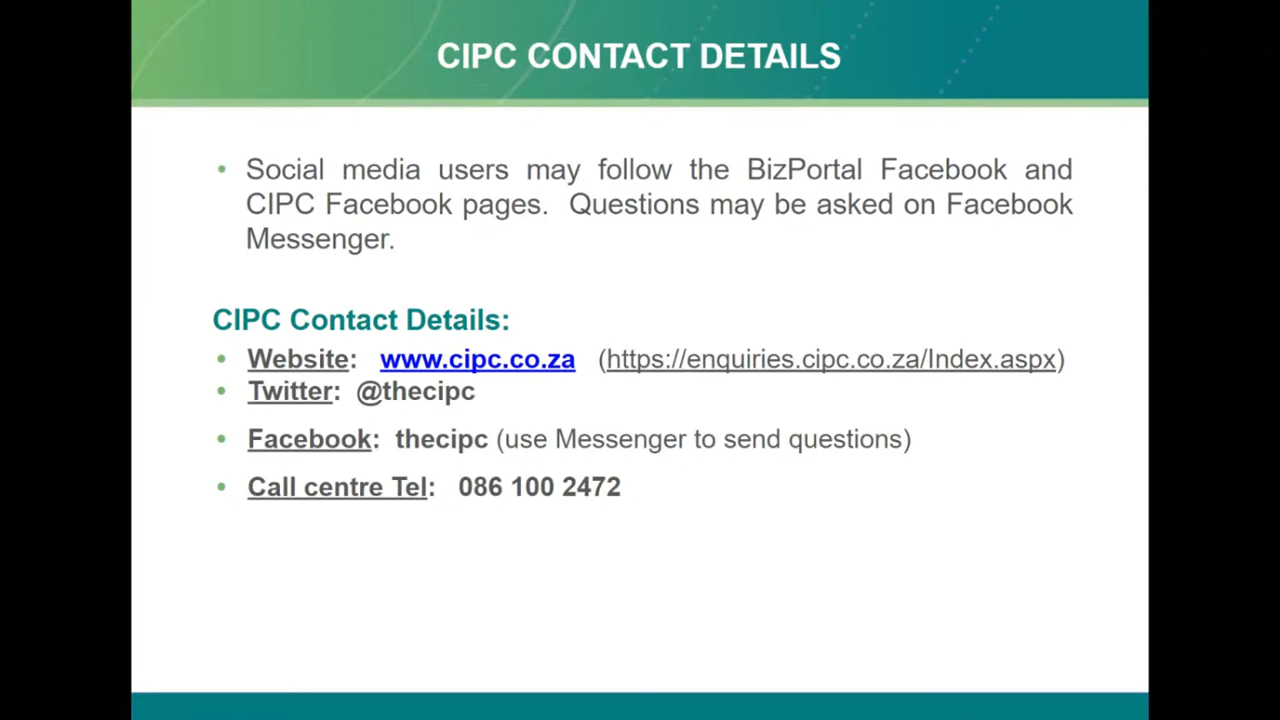 CIPC CONTACT DETAILS
• Social media users may follow the BizPortal Facebook and
CIPC Facebook pages. Questions may be asked on Facebook
Messenger.
CIPC Contact Details:
• Website: www.cipc.co.za (https://enquiries.cipc.co.za/Index.aspx)
• Twitter: @thecipc
• Facebook: thecipc (use Messenger to send questions)
• Call centre Tel: 086 100 2472